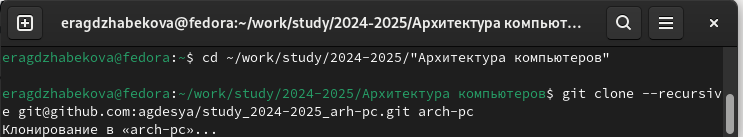 eragdzhabekova@fedora:~/work/study/2024-2025/Архитектура компьют...
eragdzhabekova@fedora:~$ cd ~/work/study/2024-2025/"Архитектура компьютеров"
eragdzhabekova@fedora:~/work/study/2024-2025/Архитектура компьютеров$ git clone --recursiv
e git@github.com:agdesya/study_2024-2025_arh-pc.git arch-pc
Клонирование в «arch-pc»...